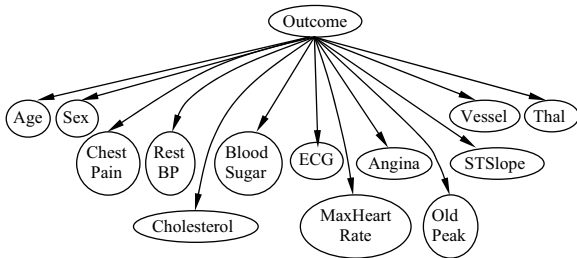 Outcome
Age
Sex
Vessel
Thal
Chest
Pain
Rest
BP
Blood
Sugar
ECG
Angina
STSlope
Cholesterol
MaxHeart
Rate
Old
Peak